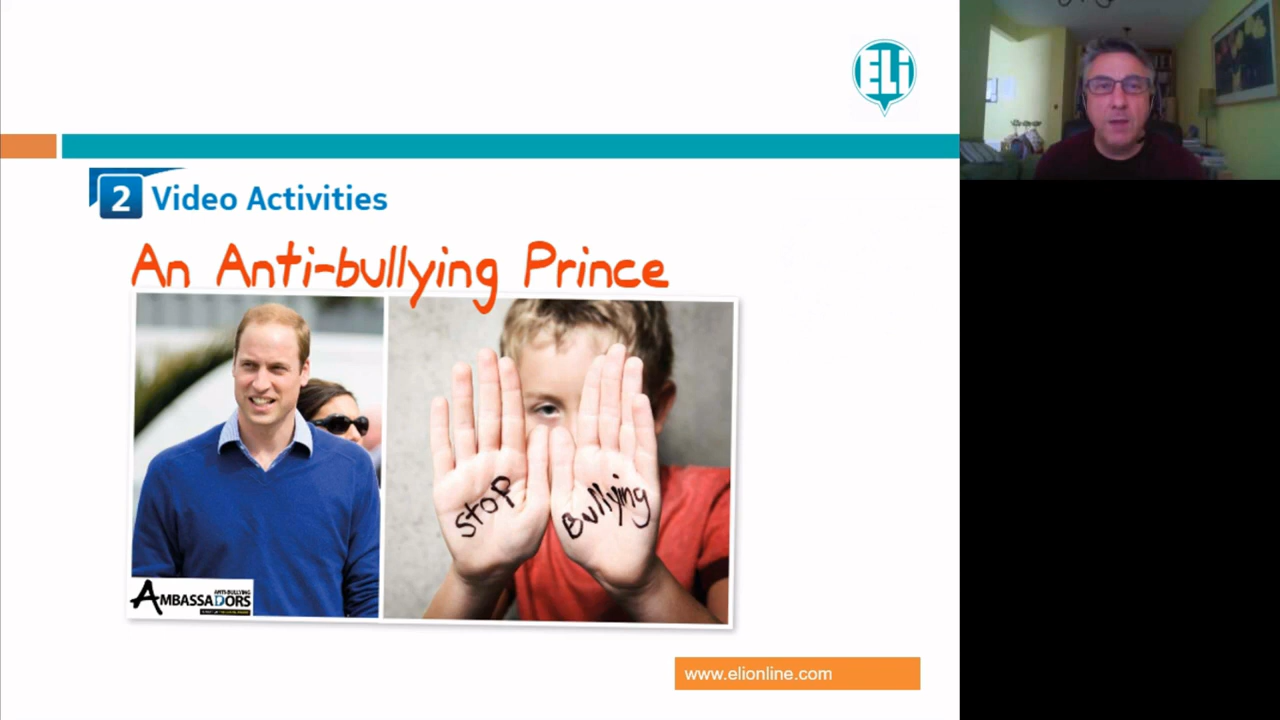 ELi
2 Video Activities
An Anti-bullying Prince
STOP Bullying
ANTI-BULLYING
AMBASSADORS
www.elionline.com